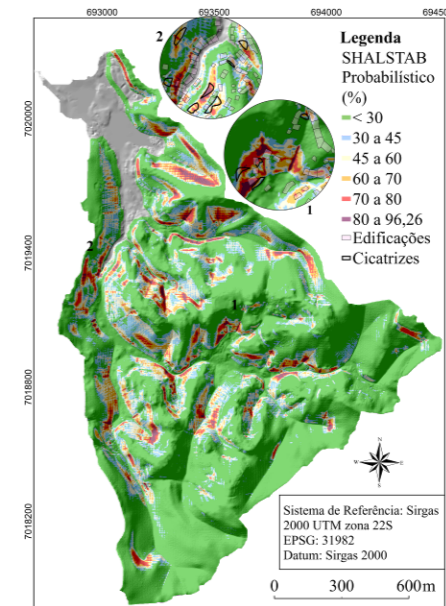 693000
693500
694000
69450
7020000
7019400
7018800
7018200
2
1
2
1
Legenda
SHALSTAB
Probabilístico
(%)
< 30
30 a 45
45 a 60
60 a 70
70 a 80
80 a 96,26
Edificações
Cicatrizes
N
W
E
S
Sistema de Referência: Sirgas
2000 UTM zona 22S
EPSG: 31982
Datum: Sirgas 2000
0 600 m